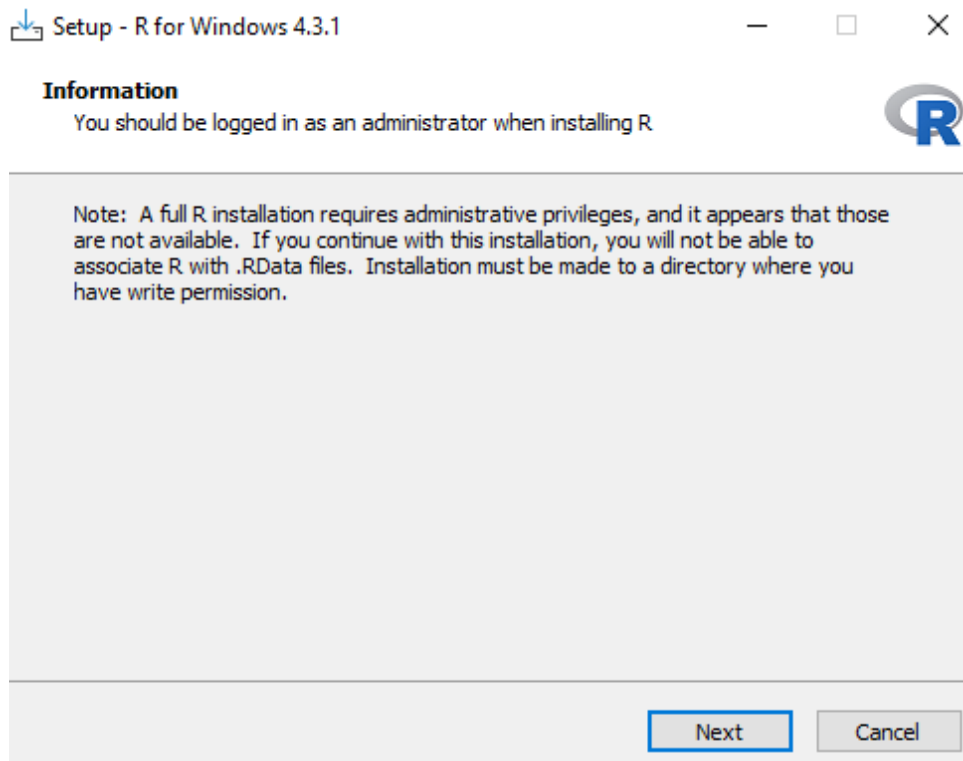 Setup - R for Windows 4.3.1
Information
You should be logged in as an administrator when installing R
R
Note: A full R installation requires administrative privileges, and it appears that those
are not available. If you continue with this installation, you will not be able to
associate R with .RData files. Installation must be made to a directory where you
have write permission.
Next
Cancel